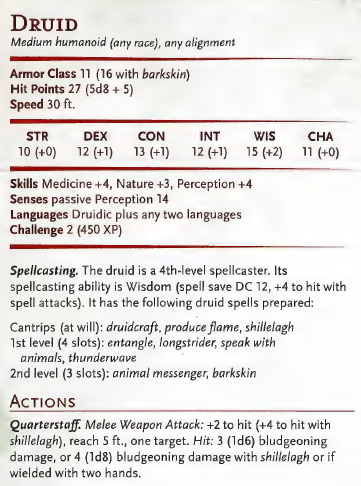 DRUID
Medium humanoid (any race), any alignment
Armor Class 11 (16 with barkskin)
Hit Points 27 (5d8 + 5)
Speed 30 ft.
STR DEX CON INT WIS CHA
10 (+0) 12 (+1) 13 (+1) 12 (+1) 15 (+2) 11 (+0)
Skills Medicine +4, Nature +3, Perception +4
Senses passive Perception 14
Languages Druidic plus any two languages
Challenge 2 (450 XP)
Spellcasting. The druid is a 4th-level spellcaster. Its
spellcasting ability is Wisdom (spell save DC 12, +4 to hit with
spell attacks). It has the following druid spells prepared:
Cantrips (at will): druidcraft, produce flame, shillelagh
1st level (4 slots): entangle, longstrider, speak with
animals, thunderwave
2nd level (3 slots): animal messenger, barkskin
ACTIONS
Quarterstaff. Melee Weapon Attack: +2 to hit (+4 to hit with
shillelagh), reach 5 ft., one target. Hit: 3 (1d6) bludgeoning
damage, or 4 (1d8) bludgeoning damage with shillelagh or if
wielded with two hands.